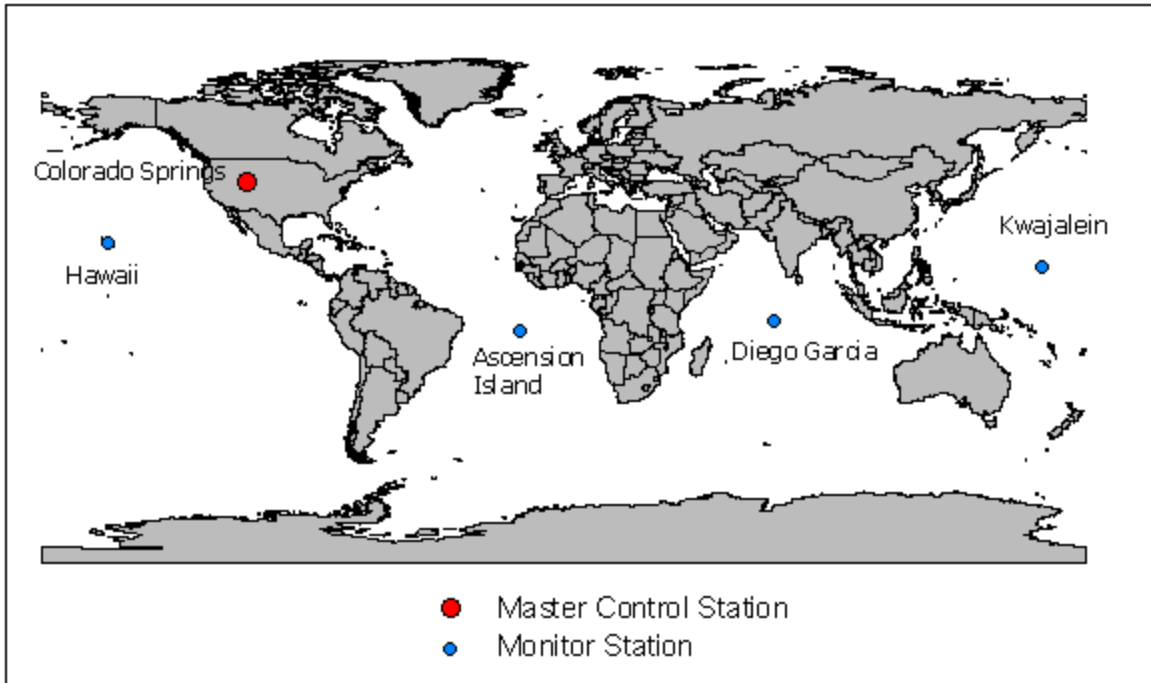 Colorado Springs
Hawaii
Kwajalein
Ascension
Island
Diego Garcia
Master Control Station
Monitor Station